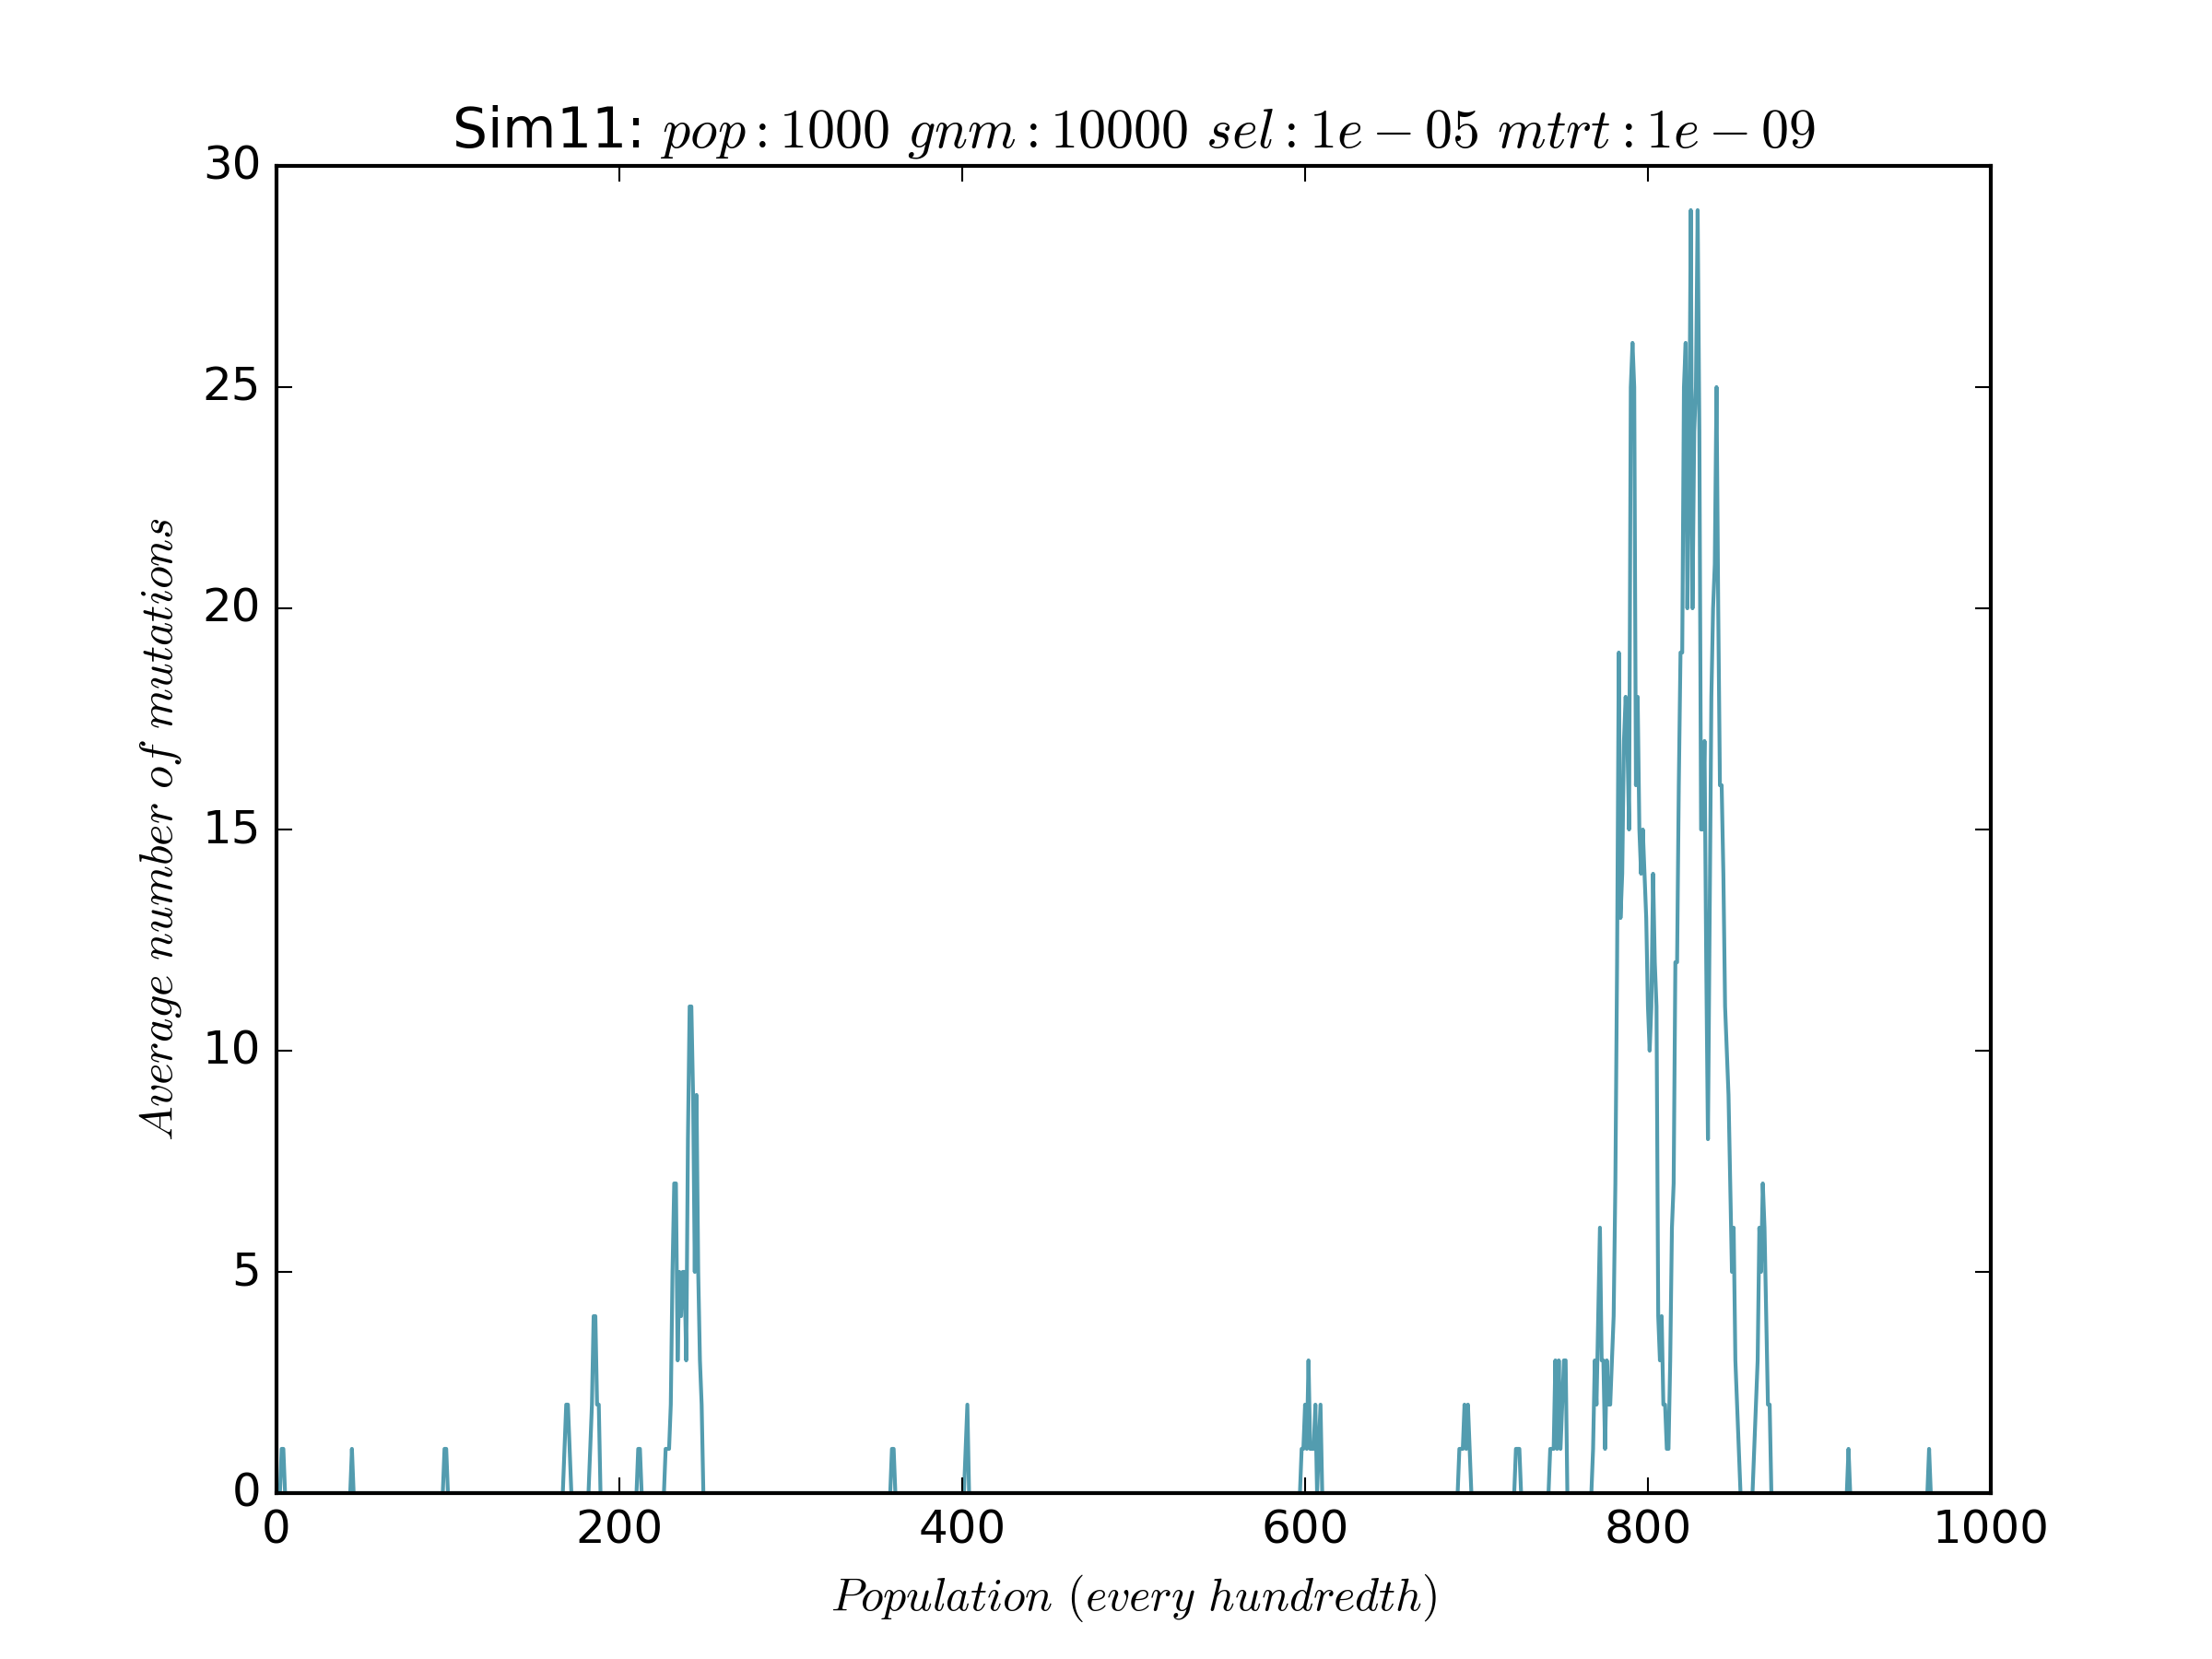 Sim11: pop : 1000 gnm : 10000 sel : 1e − 05 mtrt : 1e − 09
30
25
20
15
10
5
0
Average number of mutations
0 200 400 600 800 1000
Population (every hundredth)